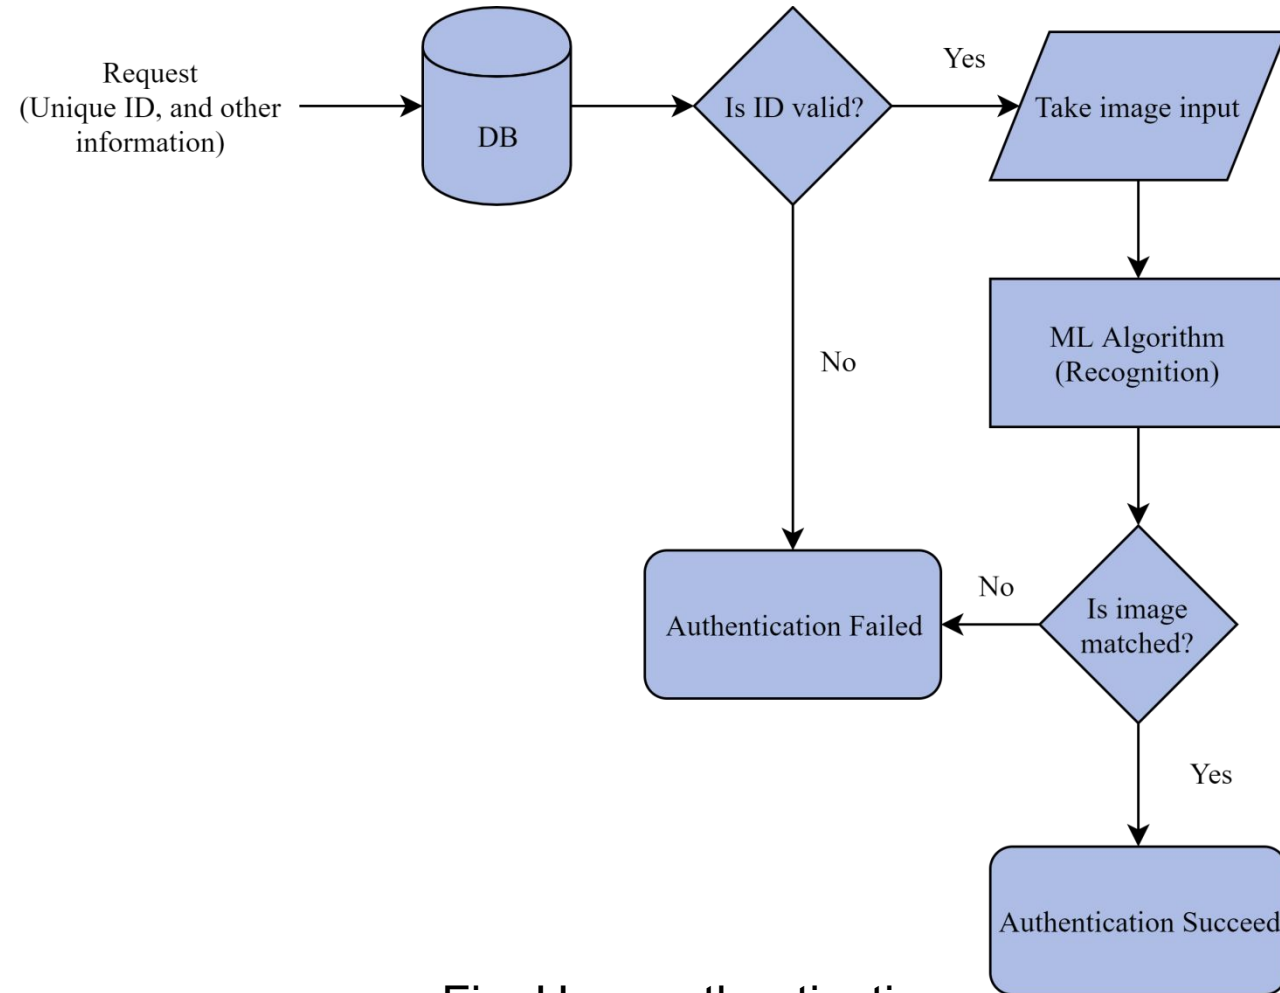 Request
(Unique ID, and other
information)
DB
Is ID valid?
Yes
Take image input
No
ML Algorithm
(Recognition)
Is image
matched?
No
Authentication Failed
Yes
Authentication Succeed